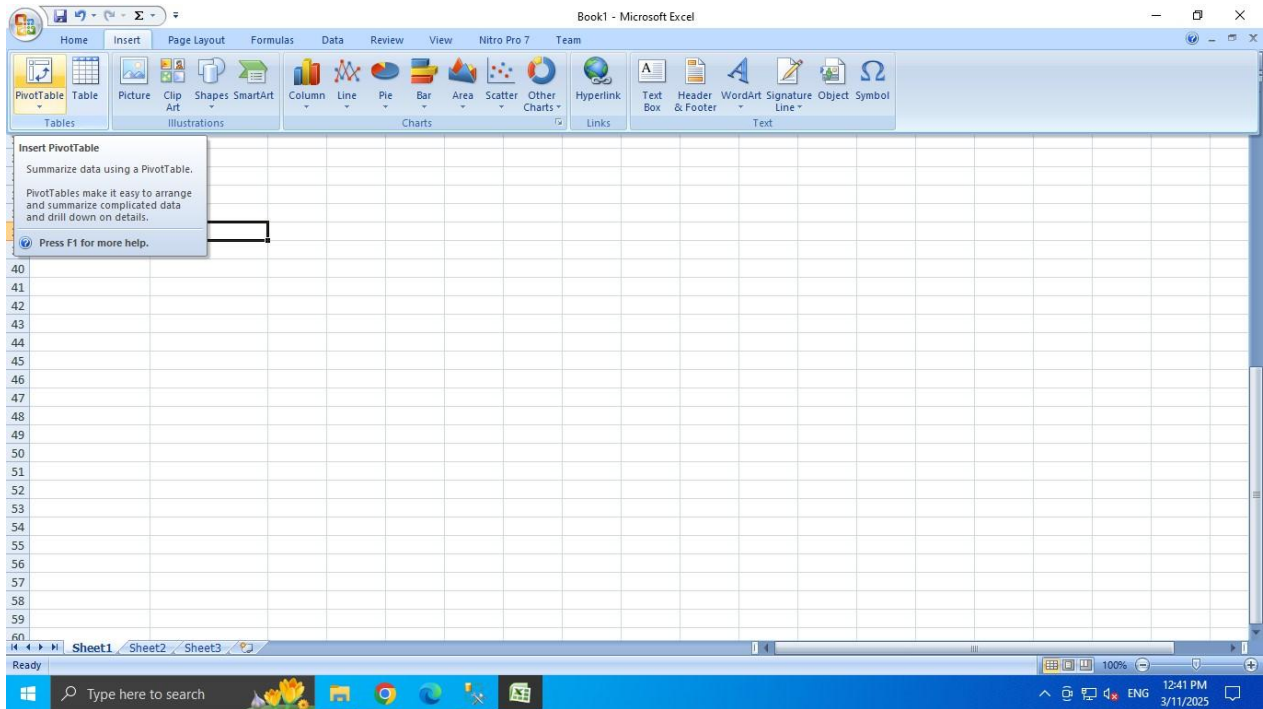 Book1 - Microsoft Excel
Home Insert Page Layout Formulas Data Review View Nitro Pro 7 Team
PivotTable Table Picture Clip Art Shapes SmartArt Column Line Pie Bar Area Scatter Other Charts Hyperlink Text Box Header & Footer WordArt Signature Line Object Symbol
Tables Illustrations Charts Links Text
Insert PivotTable
Summarize data using a PivotTable.
PivotTables make it easy to arrange
and summarize complicated data
and drill down on details.
Press F1 for more help.
40
41
42
43
44
45
46
47
48
49
50
51
52
53
54
55
56
57
58
59
60
Sheet1 Sheet2 Sheet3
Ready 100%
Type here to search ENG 12:41 PM
3/11/2025